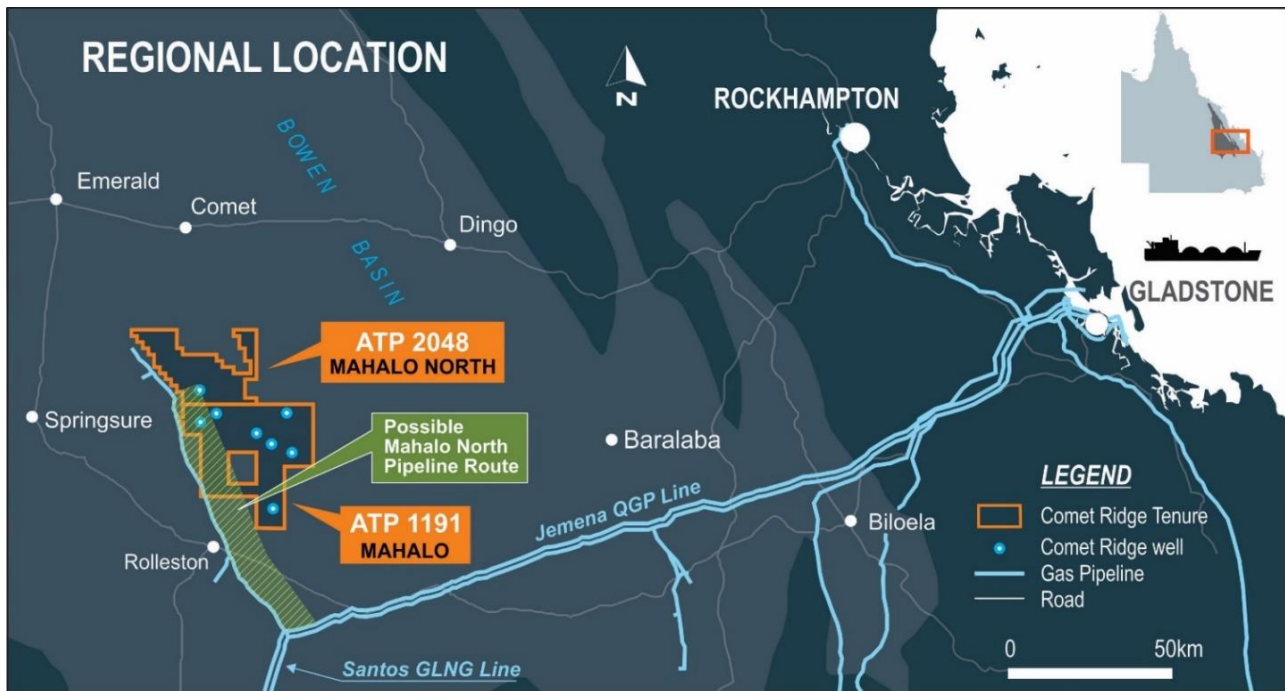 REGIONAL LOCATION
N
ROCKHAMPTON
BOWEN
BASIN
Emerald
Comet
Dingo
GLADSTONE
ATP 2048
MAHALO NORTH
Springsure
Possible
Mahalo North
Pipeline Route
Baralaba
ATP 1191
MAHALO
Jemena QGP Line
Biloela
Rolleston
Santos GLNG Line
LEGEND
Comet Ridge Tenure
Comet Ridge well
Gas Pipeline
Road
0 50km